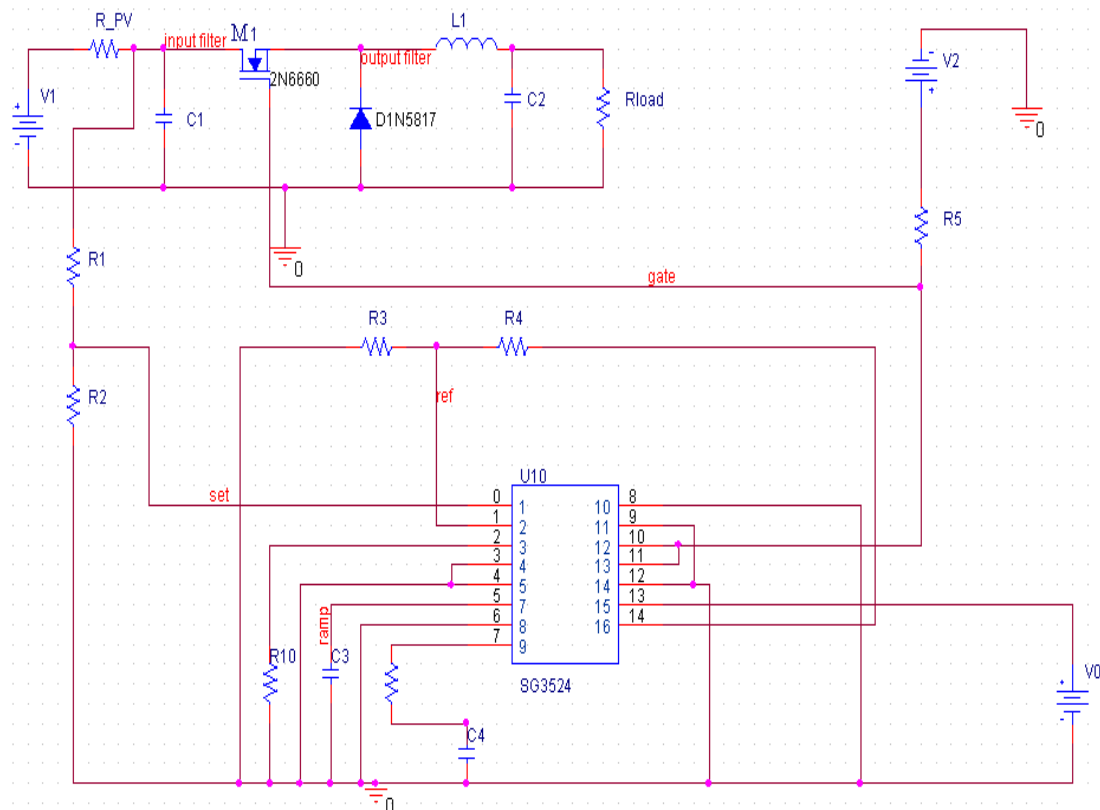 R_PV
input filter
M1
2N6660
output filter
L1
V1
+
-
C1
D1N5817
C2
Rload
V2
-
+
0
R1
0
R5
gate
R3
R4
R2
ref
set
U10
0 1 10 8
1 2 11 9
2 3 12 10
3 4 13 11
4 5 14 12
5 7 15 13
6 8 16 14
7 9
SG3524
ramp
R10
C3
C4
V0
+
-
0